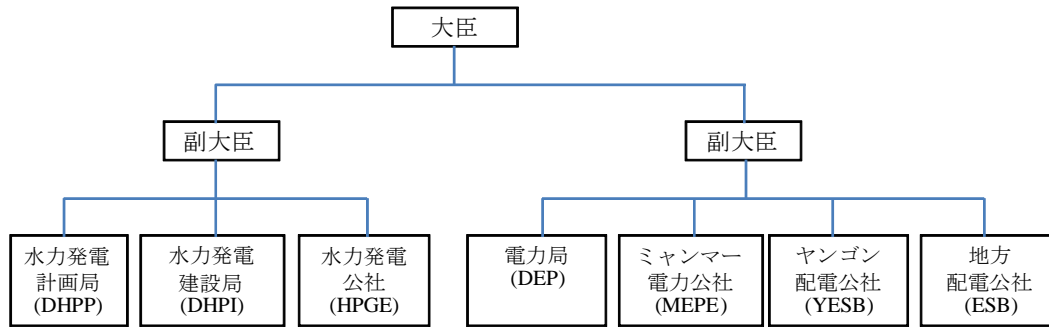 大臣
副大臣
副大臣
水力発電
計画局
(DHPP)
水力発電
建設局
(DHPI)
水力発電
公社
(HPGE)
電力局
(DEP)
ミャンマー
電力公社
(MEPE)
ヤンゴン
配電公社
(YESB)
地方
配電公社
(ESB)